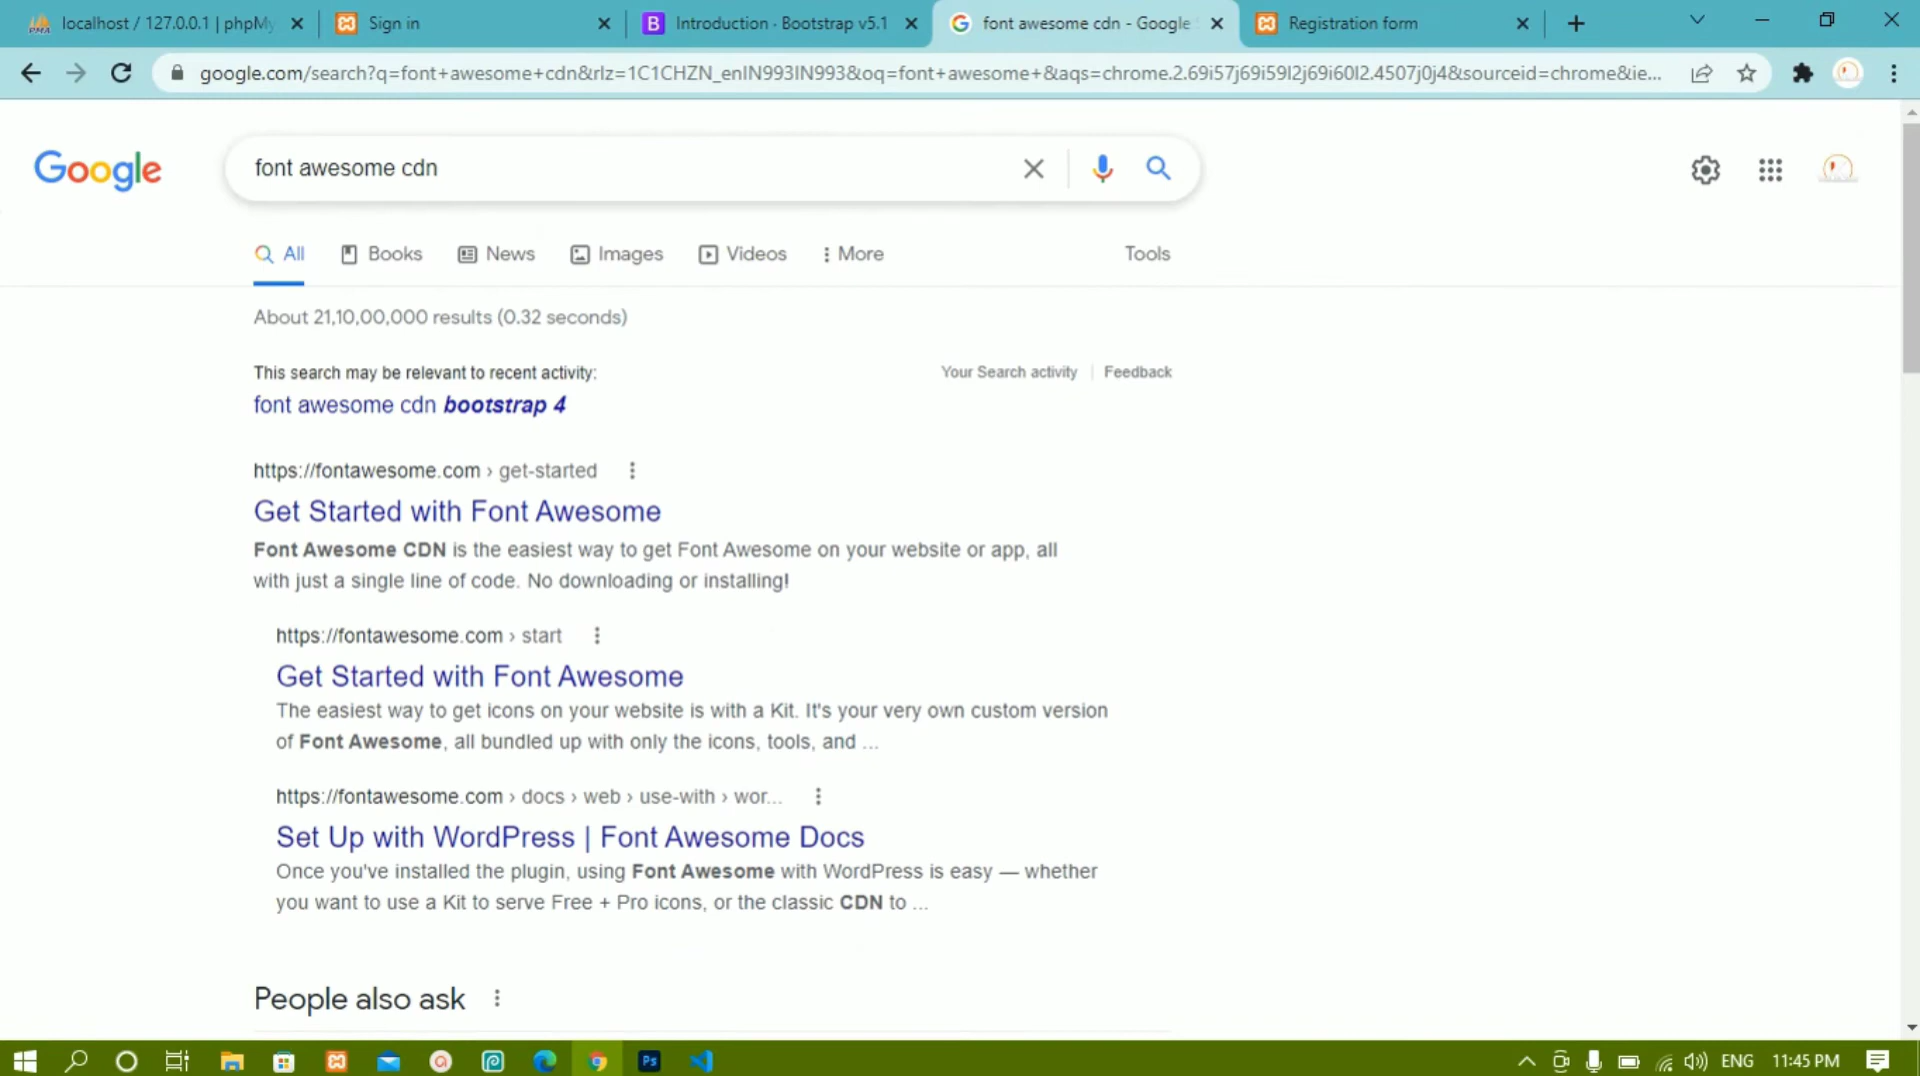 localhost / 127.0.0.1 | phpMy
Sign in
Introduction · Bootstrap v5.1
font awesome cdn - Google
Registration form
google.com/search?q=font+awesome+cdn&rlz=1C1CHZN_enIN993IN993&oq=font+awesome+&aqs=chrome.2.69i57j69i59l2j69i60l2.4507j0j4&sourceid=chrome&ie...
Google
font awesome cdn
All
Books
News
Images
Videos
More
Tools
About 21,10,00,000 results (0.32 seconds)
This search may be relevant to recent activity:
Your Search activity
Feedback
font awesome cdn bootstrap 4
https://fontawesome.com › get-started
Get Started with Font Awesome
Font Awesome CDN is the easiest way to get Font Awesome on your website or app, all
with just a single line of code. No downloading or installing!
https://fontawesome.com › start
Get Started with Font Awesome
The easiest way to get icons on your website is with a Kit. It's your very own custom version
of Font Awesome, all bundled up with only the icons, tools, and ...
https://fontawesome.com › docs › web › use-with › wor...
Set Up with WordPress | Font Awesome Docs
Once you've installed the plugin, using Font Awesome with WordPress is easy — whether
you want to use a Kit to serve Free + Pro icons, or the classic CDN to ...
People also ask
Ps
ENG
11:45 PM